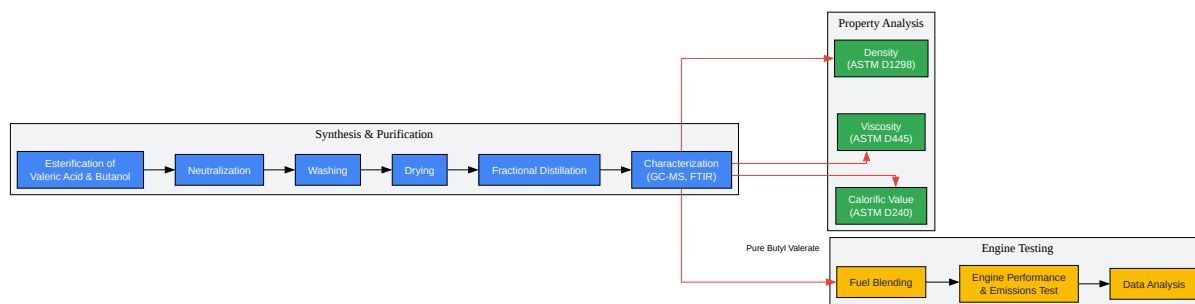 Synthesis & Purification
Esterification of
Valeric Acid & Butanol
Neutralization
Washing
Drying
Fractional Distillation
Characterization
(GC-MS, FTIR)
Property Analysis
Density
(ASTM D1298)
Viscosity
(ASTM D445)
Calorific Value
(ASTM D240)
Pure Butyl Valerate
Engine Testing
Fuel Blending
Engine Performance
& Emissions Test
Data Analysis